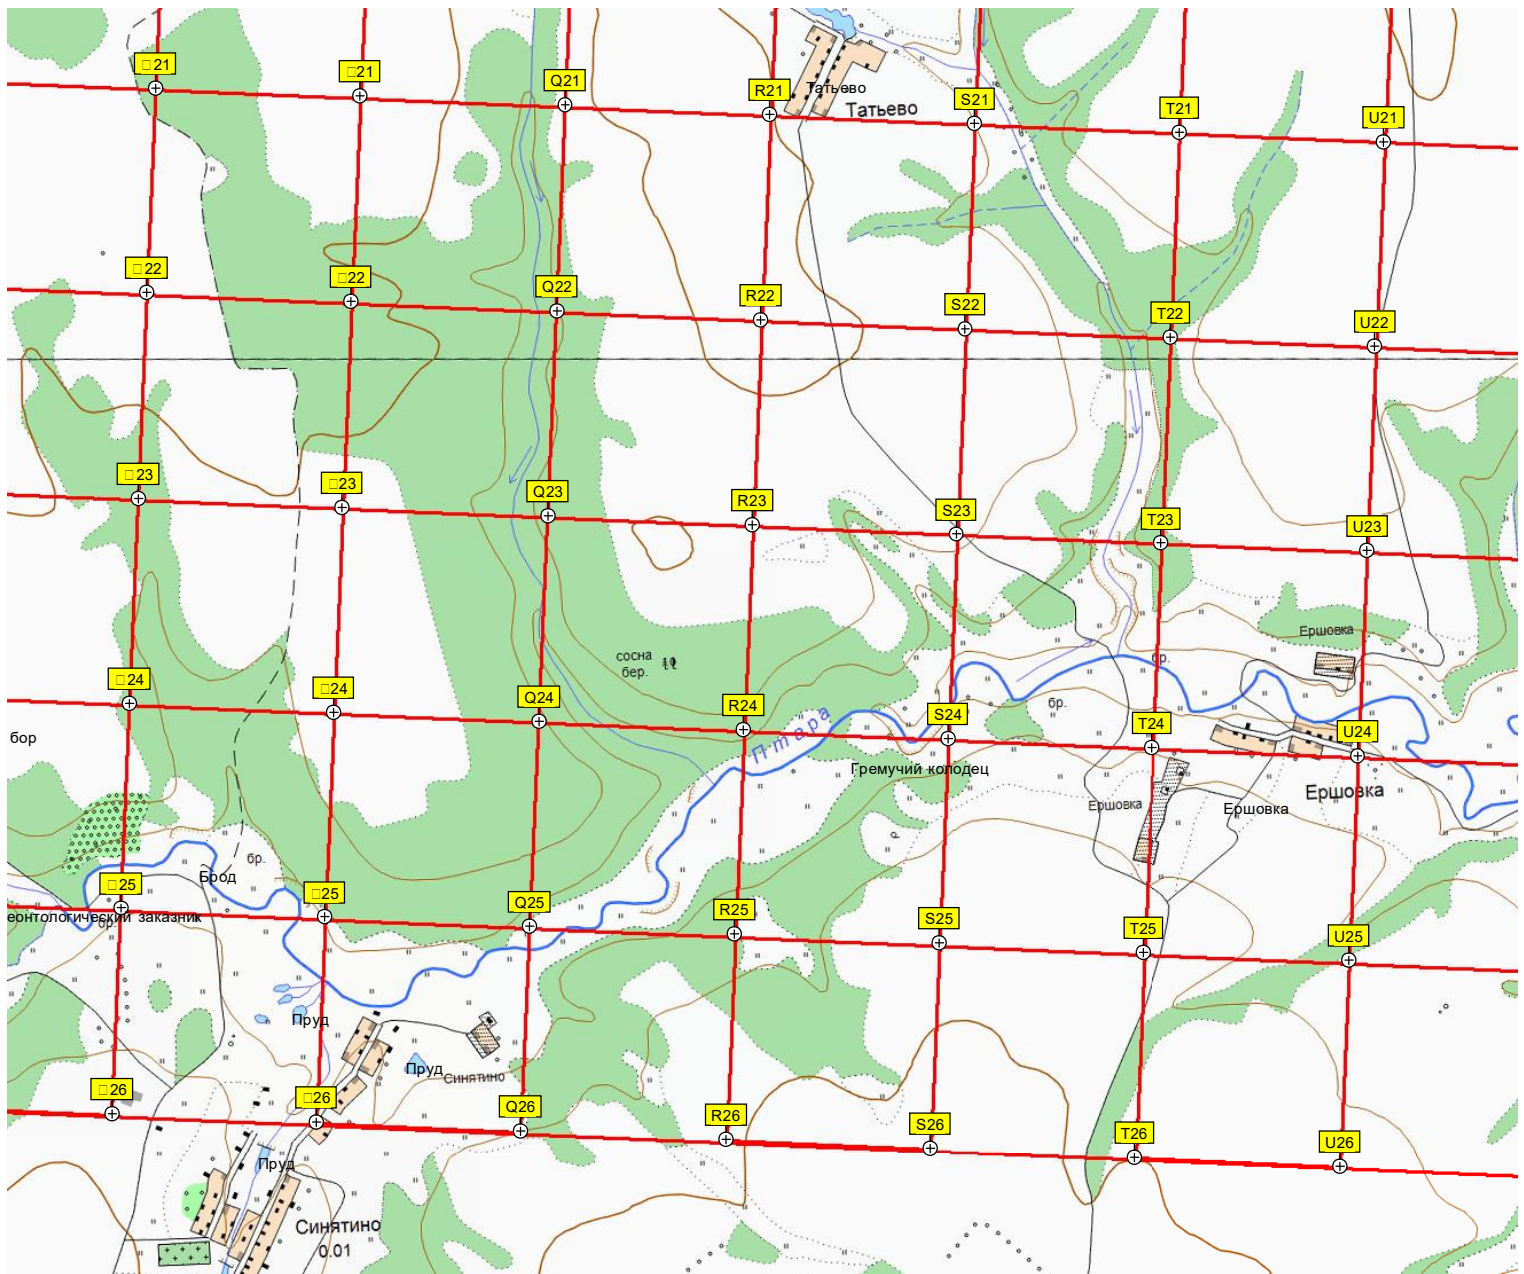 □21
□21
Q21
R21
S21
T21
U21
Татьево
Татьево
□22
□22
Q22
R22
S22
T22
U22
□23
□23
Q23
R23
S23
T23
U23
Ершовка
сосна
бер.
бр.
□24
□24
Q24
R24
S24
T24
U24
бр.
бор
Птара
Гремучий колодец
Ершовка
Ершовка
Ершовка
бр.
Брод
□25
□25
Q25
R25
S25
T25
U25
еонтологический заказник
бр.
Пруд
Пруд
Синятино
□26
□26
Q26
R26
S26
T26
U26
Пруд
Синятино
0.01